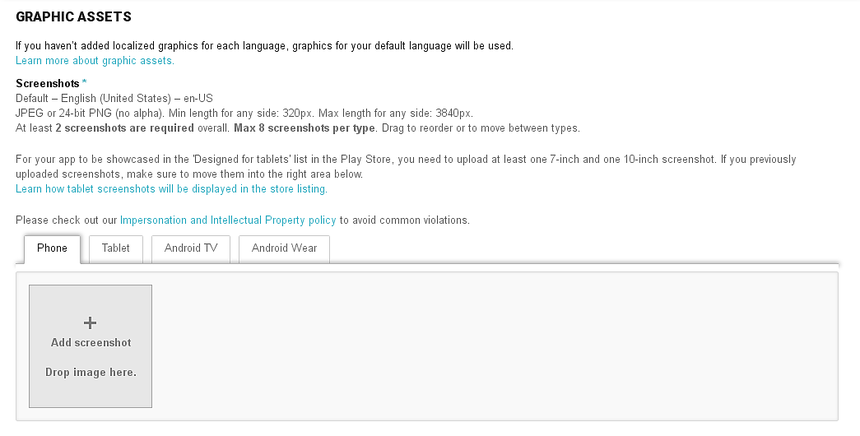 GRAPHIC ASSETS
If you haven't added localized graphics for each language, graphics for your default language will be used.
Learn more about graphic assets.
Screenshots *
Default – English (United States) – en-US
JPEG or 24-bit PNG (no alpha). Min length for any side: 320px. Max length for any side: 3840px.
At least 2 screenshots are required overall. Max 8 screenshots per type. Drag to reorder or to move between types.
For your app to be showcased in the 'Designed for tablets' list in the Play Store, you need to upload at least one 7-inch and one 10-inch screenshot. If you previously
uploaded screenshots, make sure to move them into the right area below.
Learn how tablet screenshots will be displayed in the store listing.
Please check out our Impersonation and Intellectual Property policy to avoid common violations.
Phone Tablet Android TV Android Wear
+
Add screenshot
Drop image here.